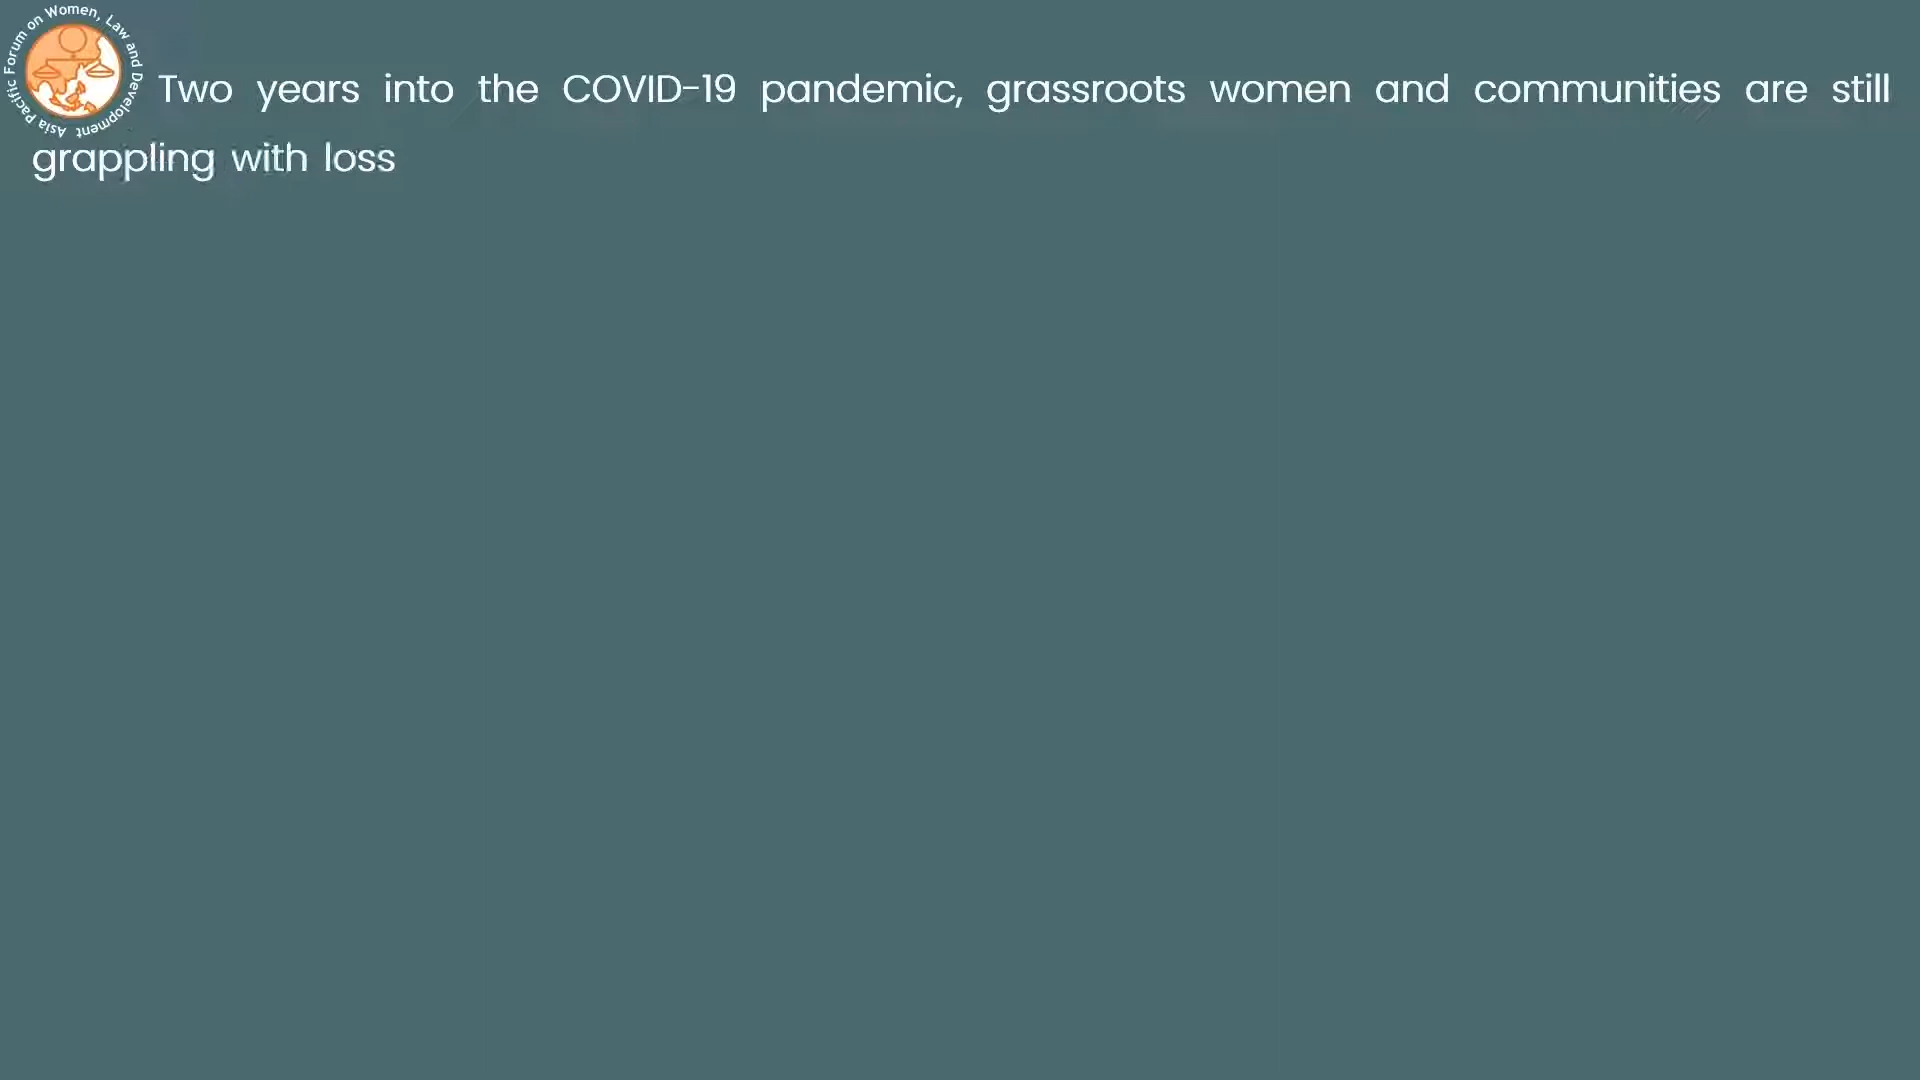 Asia Pacific Forum on Women, Law and Development
Two years into the COVID-19 pandemic, grassroots women and communities are still
grappling with loss